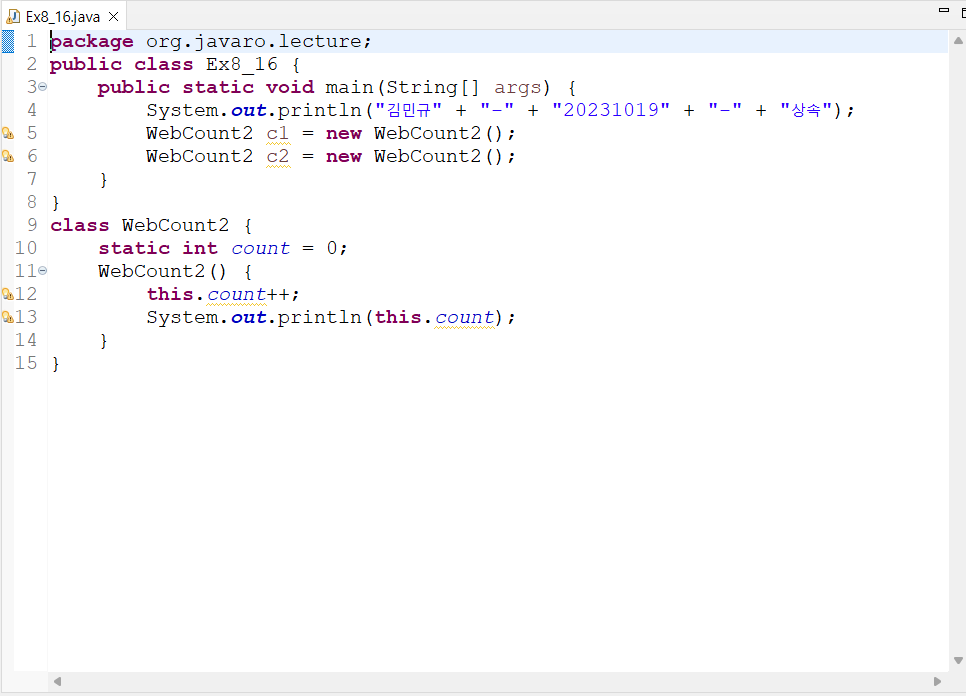 Ex8_16.java
1 package org.javaro.lecture;
2 public class Ex8_16 {
3 public static void main(String[] args) {
4 System.out.println("김민규" + "-" + "20231019" + "-" + "상속");
5 WebCount2 c1 = new WebCount2();
6 WebCount2 c2 = new WebCount2();
7 }
8 }
9 class WebCount2 {
10 static int count = 0;
11 WebCount2() {
12 this.count++;
13 System.out.println(this.count);
14 }
15 }